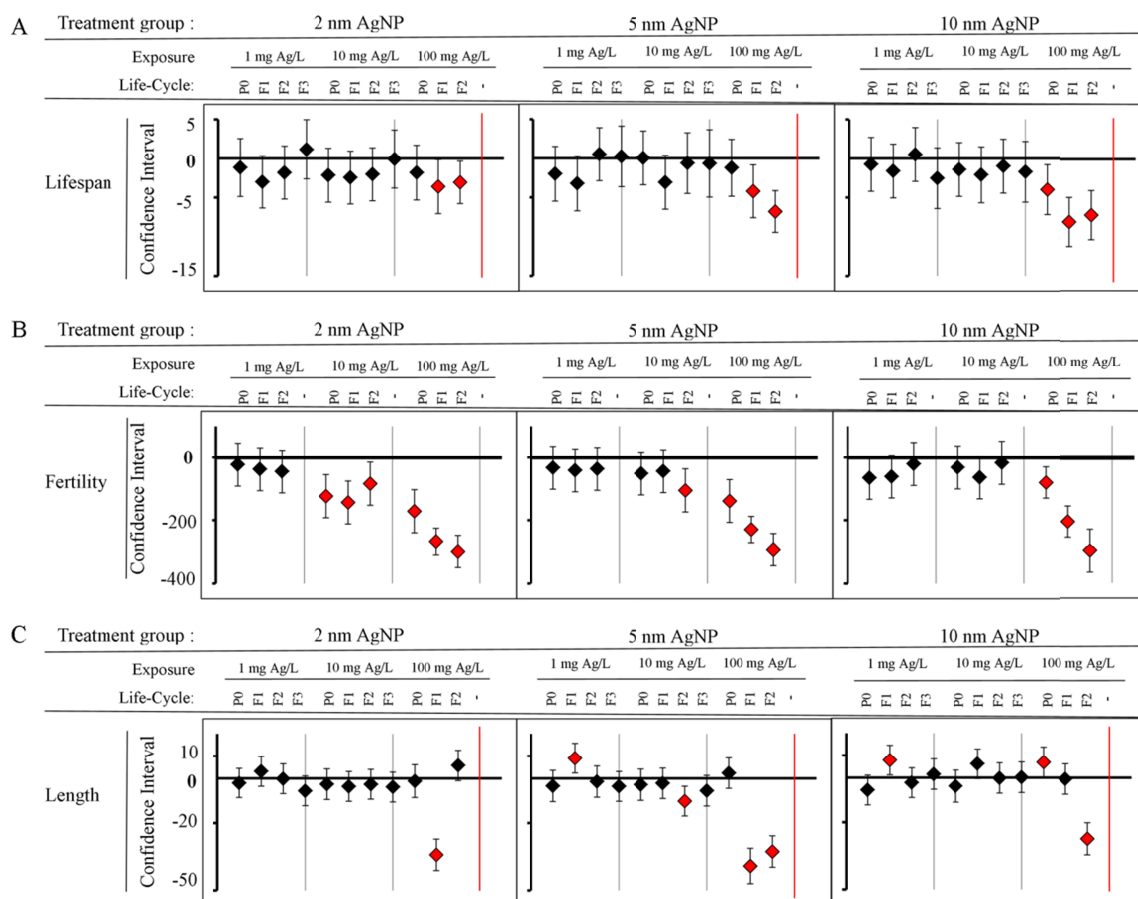 A
Treatment group : 2 nm AgNP 5 nm AgNP 10 nm AgNP
Exposure 1 mg Ag/L 10 mg Ag/L 100 mg Ag/L 1 mg Ag/L 10 mg Ag/L 100 mg Ag/L 1 mg Ag/L 10 mg Ag/L 100 mg Ag/L
Life-Cycle: P0 F1 F2 F3 P0 F1 F2 F3 P0 F1 F2 - P0 F1 F2 F3 P0 F1 F2 F3 P0 F1 F2 - P0 F1 F2 F3 P0 F1 F2 F3 P0 F1 F2 -
Lifespan
Confidence Interval
5
0
-5
-15
B
Treatment group : 2 nm AgNP 5 nm AgNP 10 nm AgNP
Exposure 1 mg Ag/L 10 mg Ag/L 100 mg Ag/L 1 mg Ag/L 10 mg Ag/L 100 mg Ag/L 1 mg Ag/L 10 mg Ag/L 100 mg Ag/L
Life-Cycle: P0 F1 F2 - P0 F1 F2 - P0 F1 F2 - P0 F1 F2 - P0 F1 F2 - P0 F1 F2 - P0 F1 F2 - P0 F1 F2 - P0 F1 F2 -
Fertility
Confidence Interval
0
-200
-400
C
Treatment group : 2 nm AgNP 5 nm AgNP 10 nm AgNP
Exposure 1 mg Ag/L 10 mg Ag/L 100 mg Ag/L 1 mg Ag/L 10 mg Ag/L 100 mg Ag/L 1 mg Ag/L 10 mg Ag/L 100 mg Ag/L
Life-Cycle: P0 F1 F2 F3 P0 F1 F2 F3 P0 F1 F2 - P0 F1 F2 F3 P0 F1 F2 F3 P0 F1 F2 - P0 F1 F2 F3 P0 F1 F2 F3 P0 F1 F2 -
Length
Confidence Interval
10
0
-20
-50